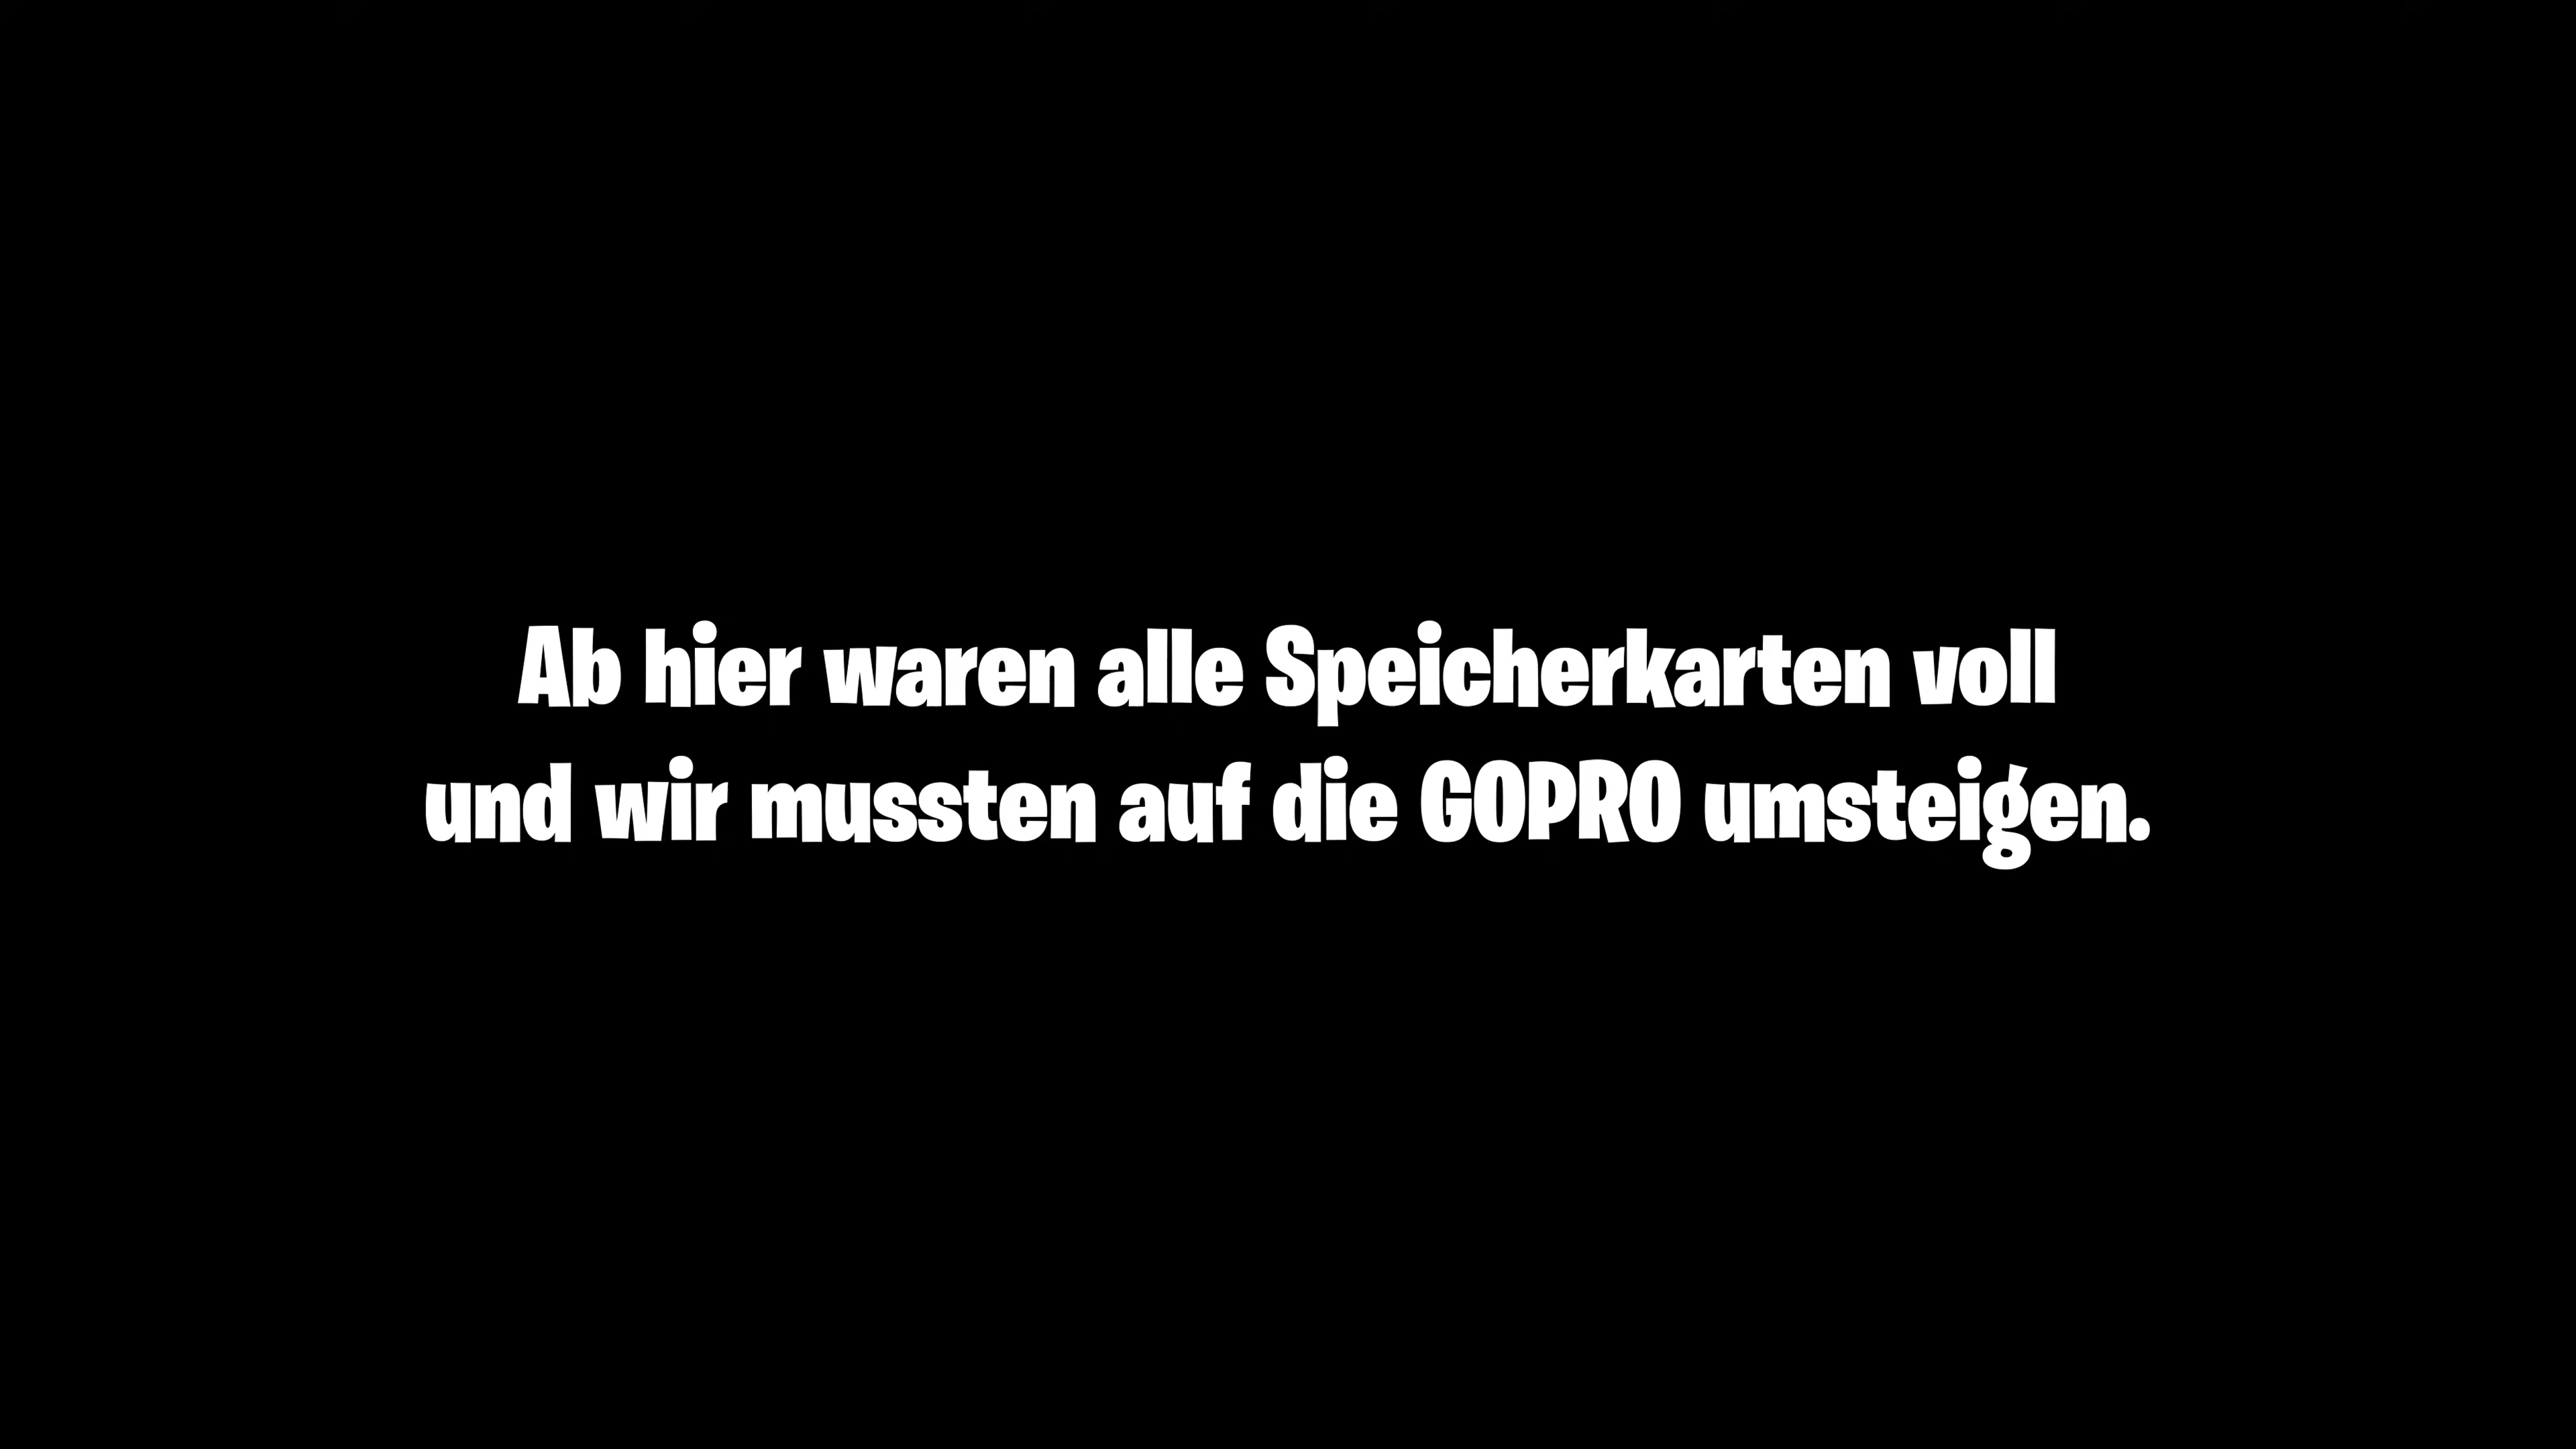 Ab hier waren alle Speicherkarten voll
und wir mussten auf die GOPRO umsteigen.